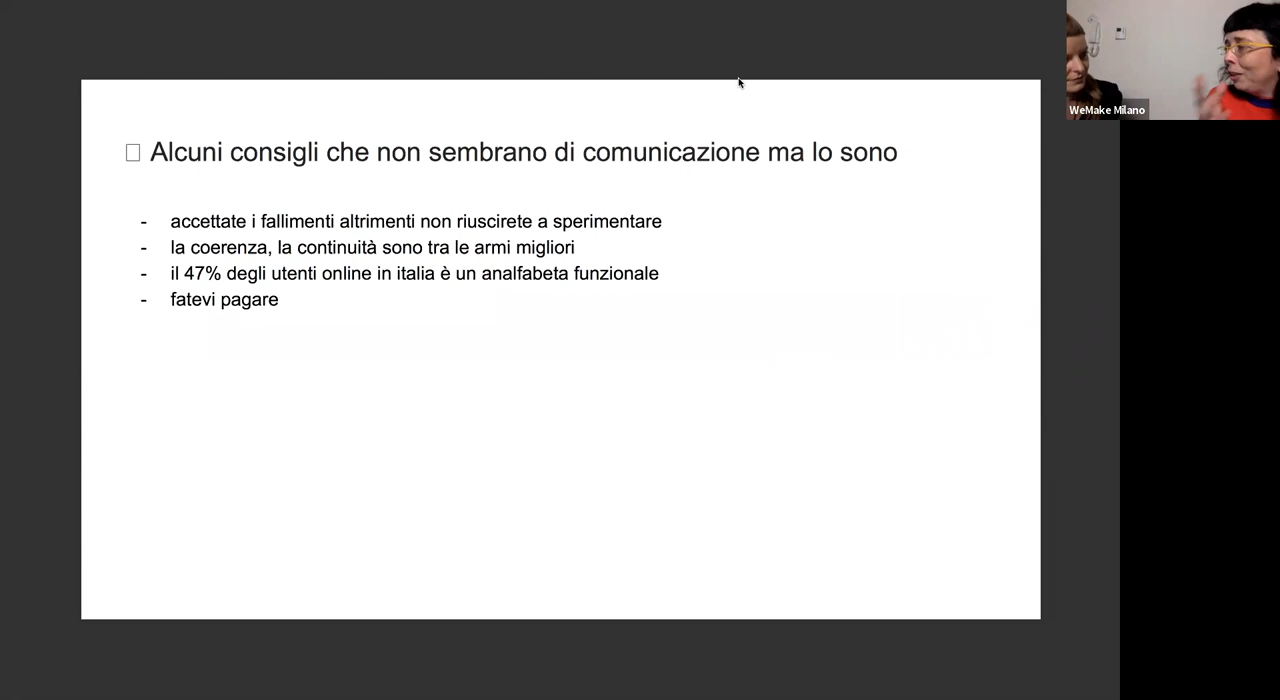 Alcuni consigli che non sembrano di comunicazione ma lo sono
- accettate i fallimenti altrimenti non riuscirete a sperimentare
- la coerenza, la continuità sono tra le armi migliori
- il 47% degli utenti online in italia è un analfabeta funzionale
- fatevi pagare
WeMake Milano